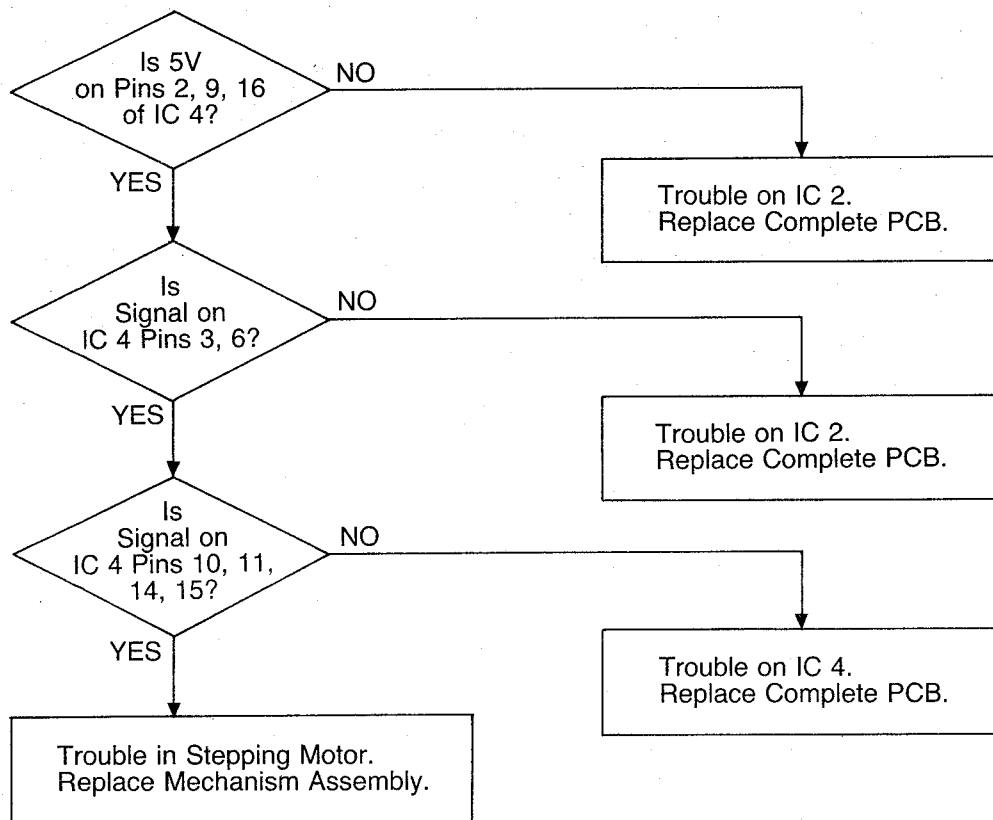 Is 5V
on Pins 2, 9, 16
of IC 4?
NO
YES
Trouble on IC 2.
Replace Complete PCB.
Is
Signal on
IC 4 Pins 3, 6?
NO
YES
Trouble on IC 2.
Replace Complete PCB.
Is
Signal on
IC 4 Pins 10, 11,
14, 15?
NO
YES
Trouble on IC 4.
Replace Complete PCB.
Trouble in Stepping Motor.
Replace Mechanism Assembly.